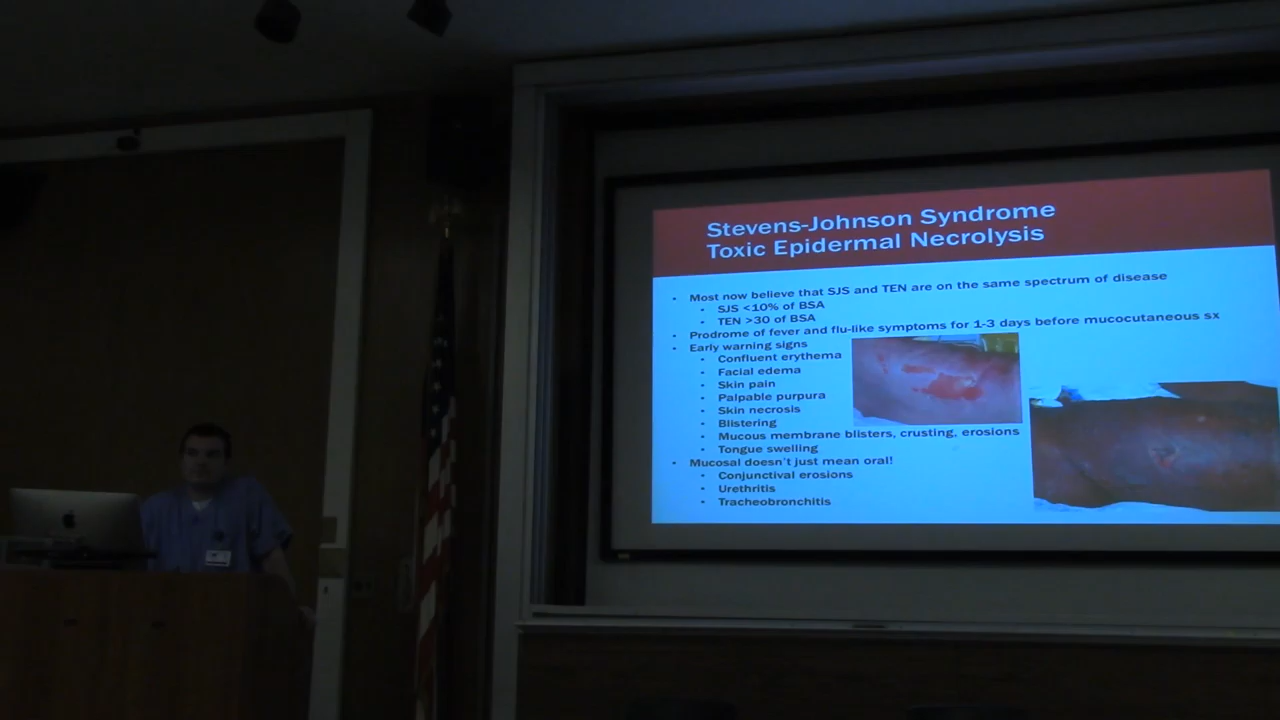 Stevens-Johnson Syndrome
Toxic Epidermal Necrolysis
Most now believe that SJS and TEN are on the same spectrum of disease
SJS <10% of BSA
TEN >30 of BSA
Prodrome of fever and flu-like symptoms for 1-3 days before mucocutaneous sx
Early warning signs
Confluent erythema
Facial edema
Skin pain
Palpable purpura
Skin necrosis
Blistering
Mucous membrane blisters, crusting, erosions
Tongue swelling
Mucosal doesn't just mean oral!
Conjunctival erosions
Urethritis
Tracheobronchitis